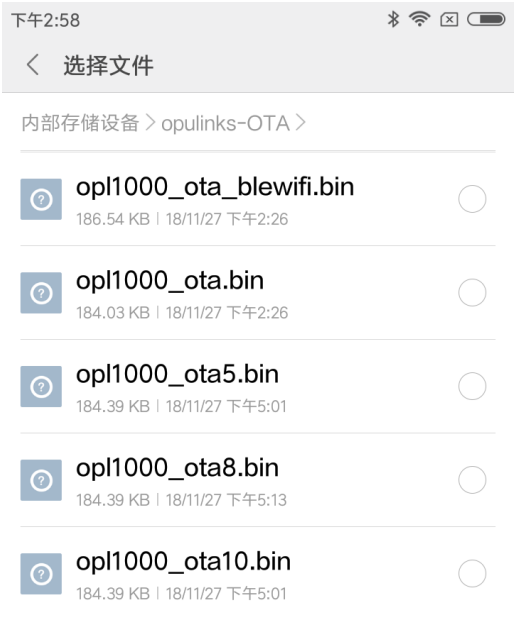 下午2:58
选择文件
内部存储设备>opulinks-OTA>
opl1000_ota_blewifi.bin
186.54 KB | 18/11/27 下午2:26
opl1000_ota.bin
184.03 KB | 18/11/27 下午2:26
opl1000_ota5.bin
184.39 KB | 18/11/27 下午5:01
opl1000_ota8.bin
184.39 KB | 18/11/27 下午5:13
opl1000_ota10.bin
184.39 KB | 18/11/27 下午5:01